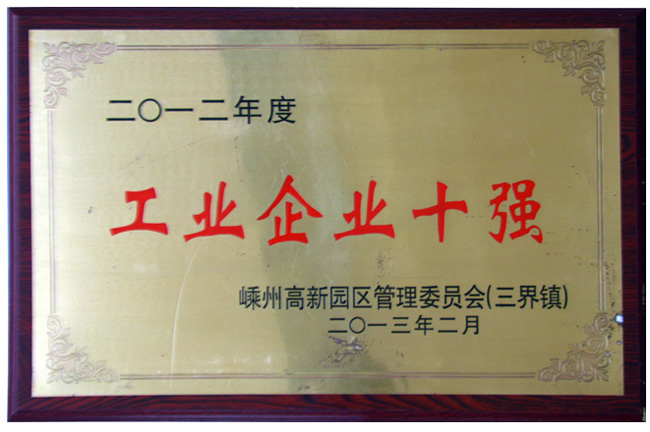 二〇一二年度
工业企业十强
嵊州高新园区管理委员会(三界镇)
二〇一三年二月